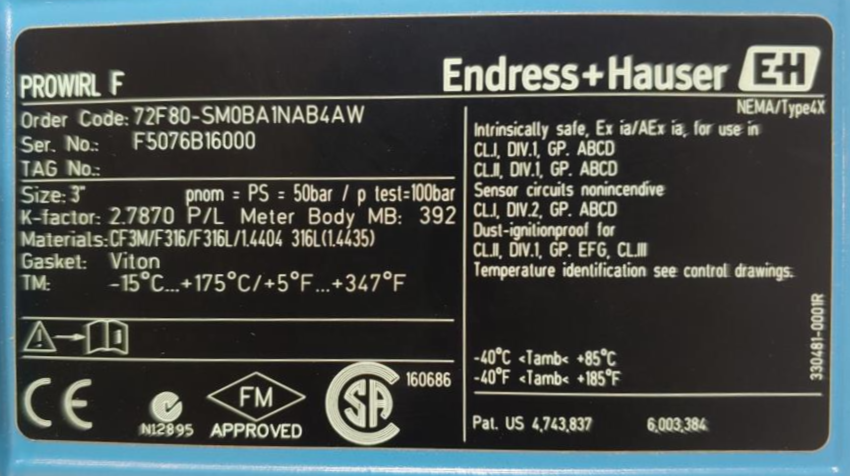 PROWIRL F
Endress+Hauser EH
NEMA/Type4X
Order Code: 72F80-SM0BA1NAB4AW
Ser. No.: F5076B16000
TAG No.:
Size: 3" pnom = PS = 50bar / p test=100bar
K-factor: 2.7870 P/L Meter Body MB: 392
Materials:CF3M/F316/F316L/1.4404 316L(1.4435)
Gasket: Viton
TM: -15°C...+175°C/+5°F...+347°F
Intrinsically safe, Ex ia/AEx ia, for use in
CL.I, DIV.1, GP. ABCD
CL.II, DIV.1, GP. ABCD
Sensor circuits nonincendive
CL.I, DIV.2, GP. ABCD
Dust-ignitionproof for
CL.II, DIV.1, GP. EFG, CL.III
Temperature identification see control drawings.
-40°C <Tamb< +85°C
-40°F <Tamb< +185°F
330481-0001R
CE
N12895
FM
APPROVED
CSA
160686
Pat. US 4,743,837 6,003,384